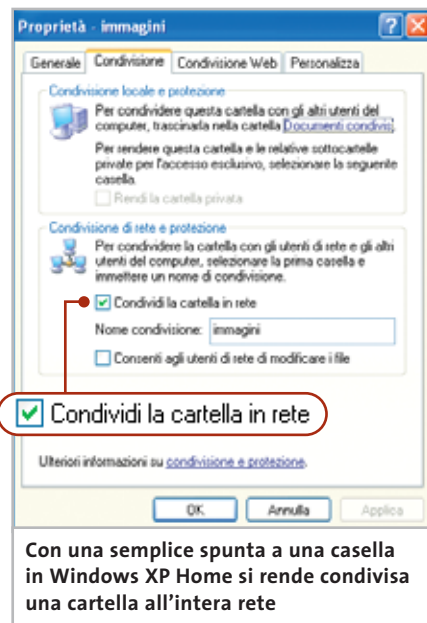 Proprietà - immagini
Generale Condivisione Condivisione Web Personalizza
Condivisione locale e protezione
Per condividere questa cartella con gli altri utenti del
computer, trascinarla nella cartella Documenti condivisi.
Per rendere questa cartella e le relative sottocartelle
private per l'accesso esclusivo, selezionare la seguente
casella.
Rendi la cartella privata
Condivisione di rete e protezione
Per condividere la cartella con gli utenti di rete e gli altri
utenti del computer, selezionare la prima casella e
immettere un nome di condivisione.
Condividi la cartella in rete
Nome condivisione: immagini
Consenti agli utenti di rete di modificare i file
Condividi la cartella in rete
Ulteriori informazioni su condivisione e protezione.
OK Annulla Applica
Con una semplice spunta a una casella
in Windows XP Home si rende condivisa
una cartella all'intera rete